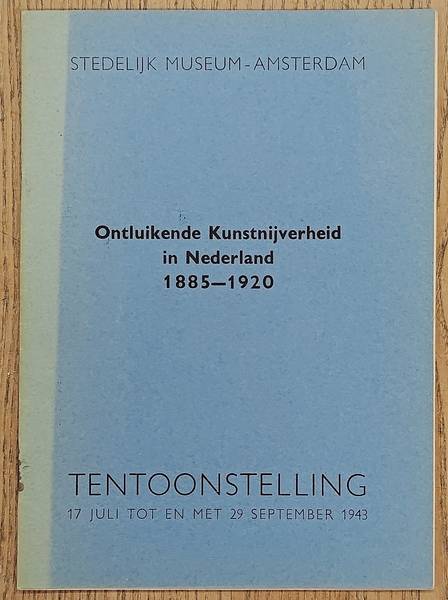 STEDELIJK MUSEUM - AMSTERDAM
Ontluikende Kunstnijverheid
in Nederland
1885—1920
TENTOONSTELLING
17 JULI TOT EN MET 29 SEPTEMBER 1943